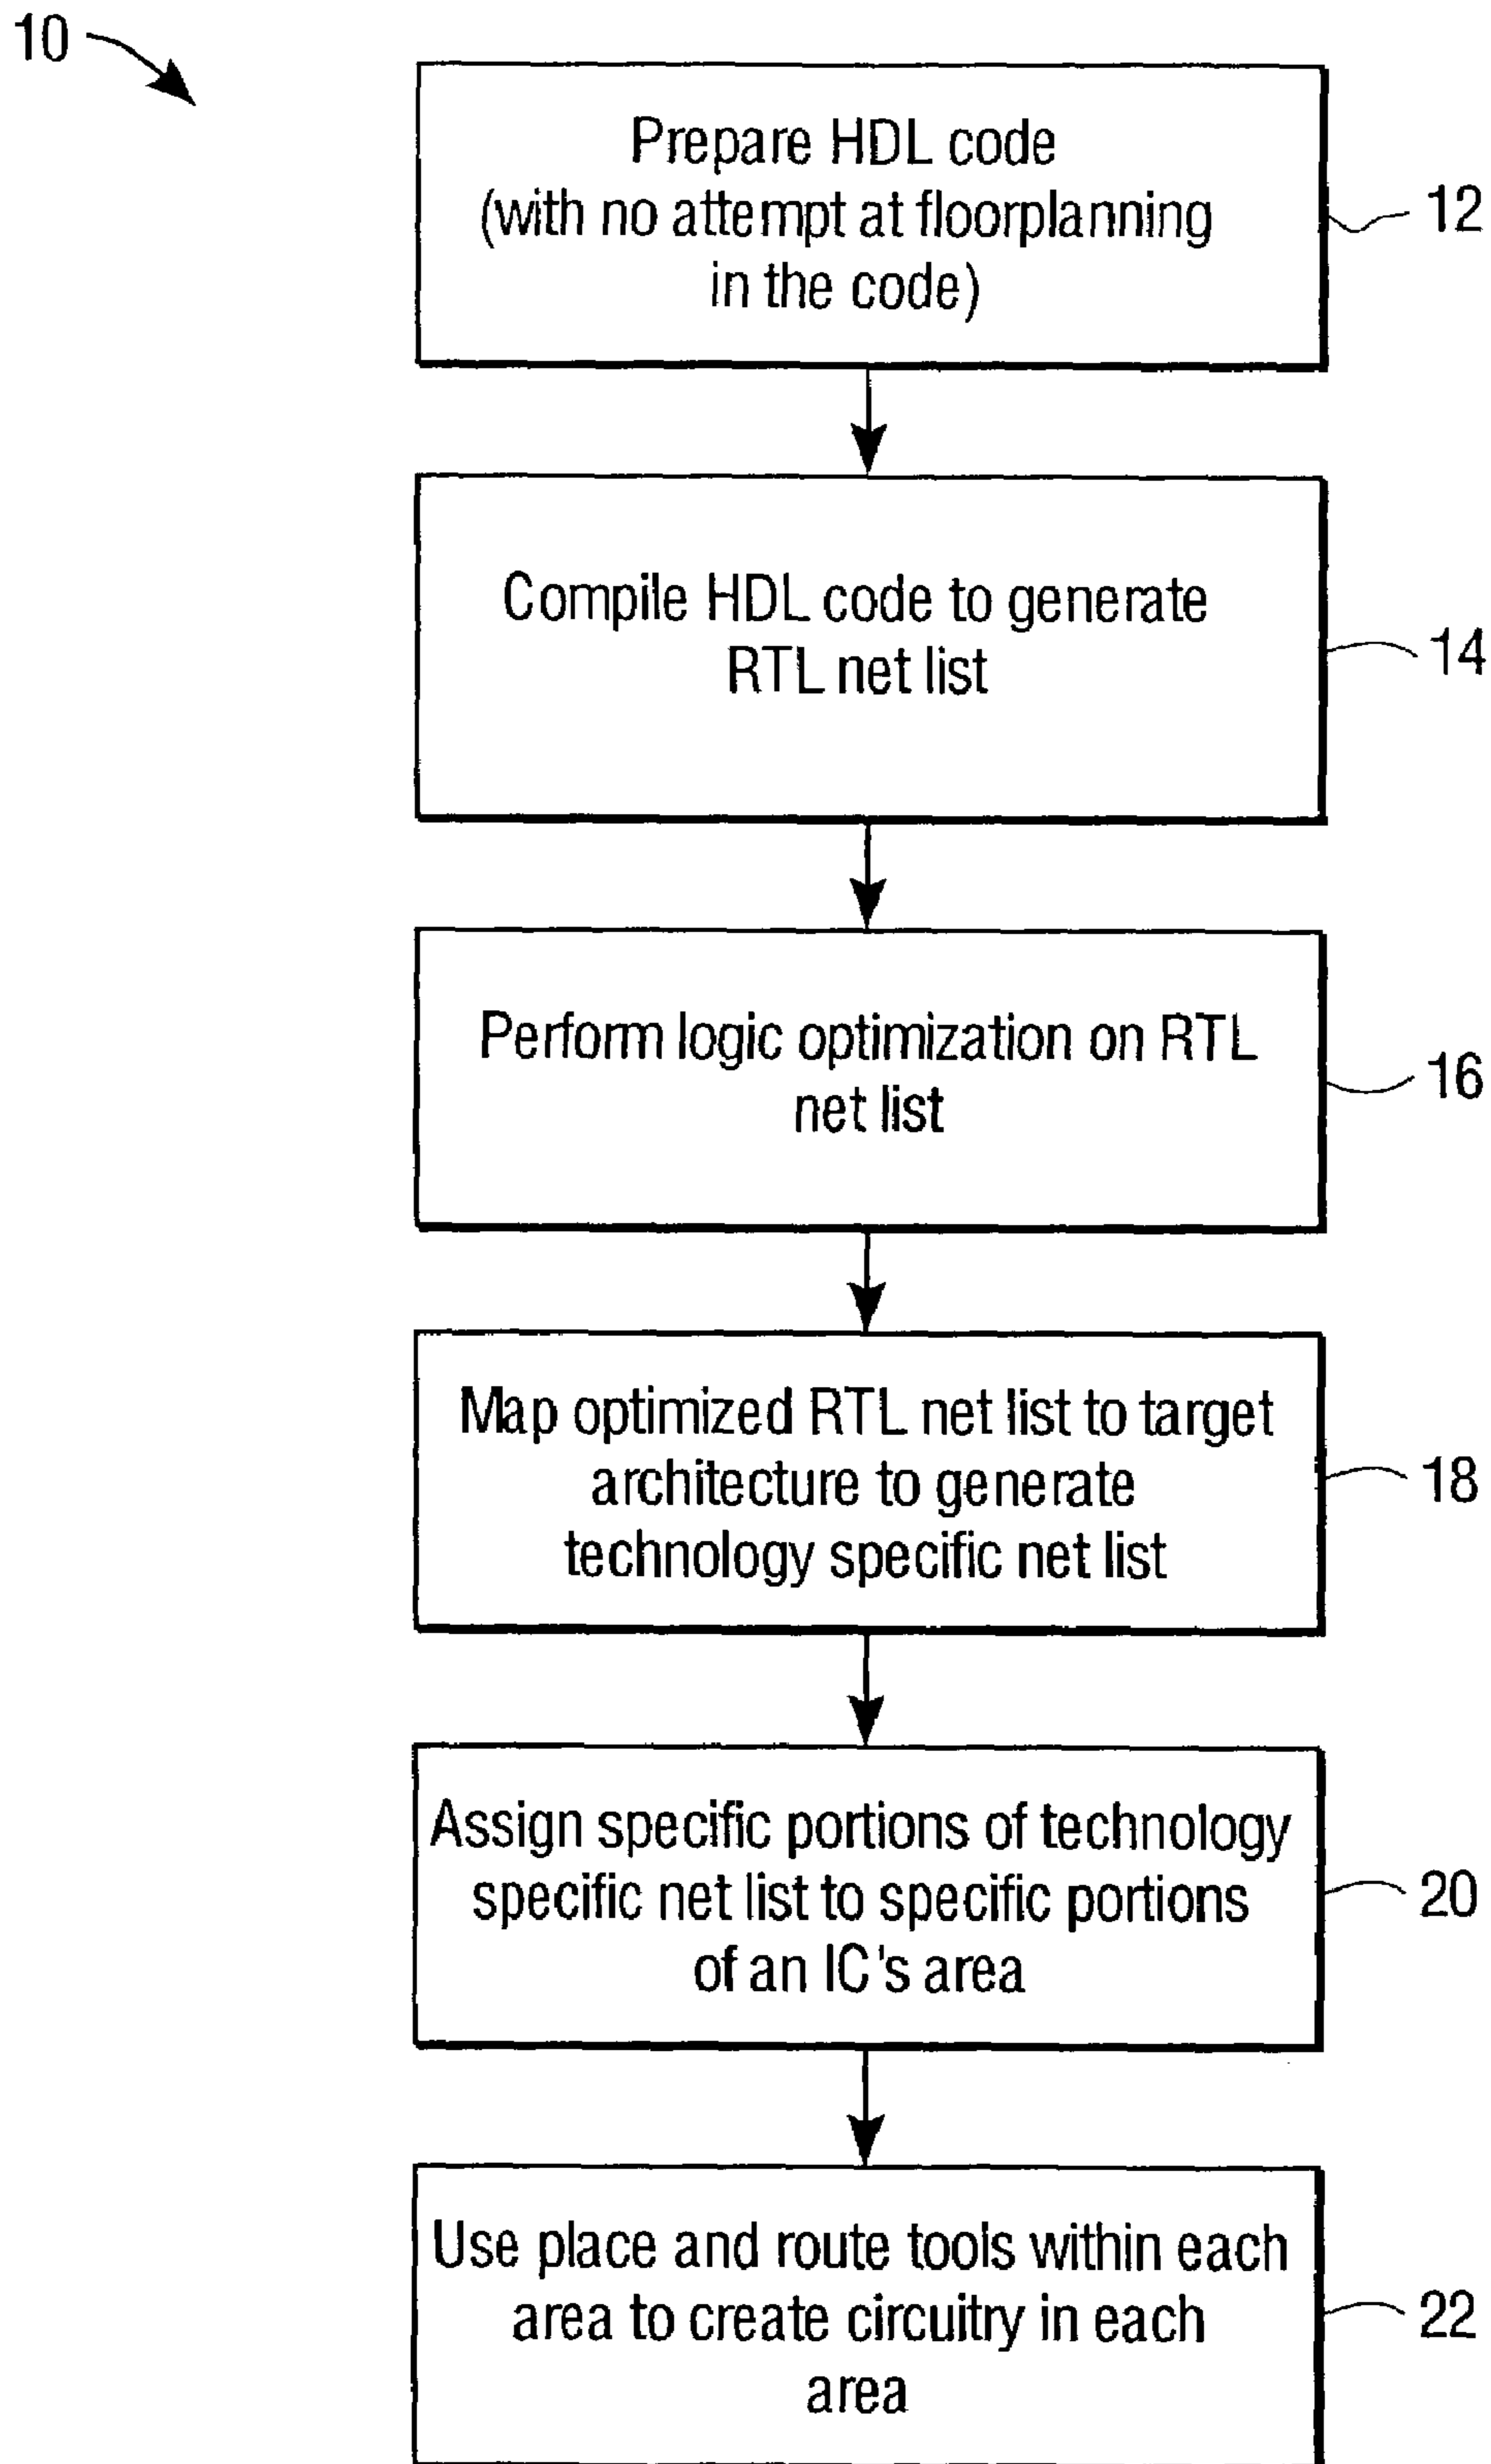 10
Prepare HDL code
(with no attempt at floorplanning
in the code)
12
Compile HDL code to generate
RTL net list
14
Perform logic optimization on RTL
net list
16
Map optimized RTL net list to target
architecture to generate
technology specific net list
18
Assign specific portions of technology
specific net list to specific portions
of an IC's area
20
Use place and route tools within each
area to create circuitry in each
area
22